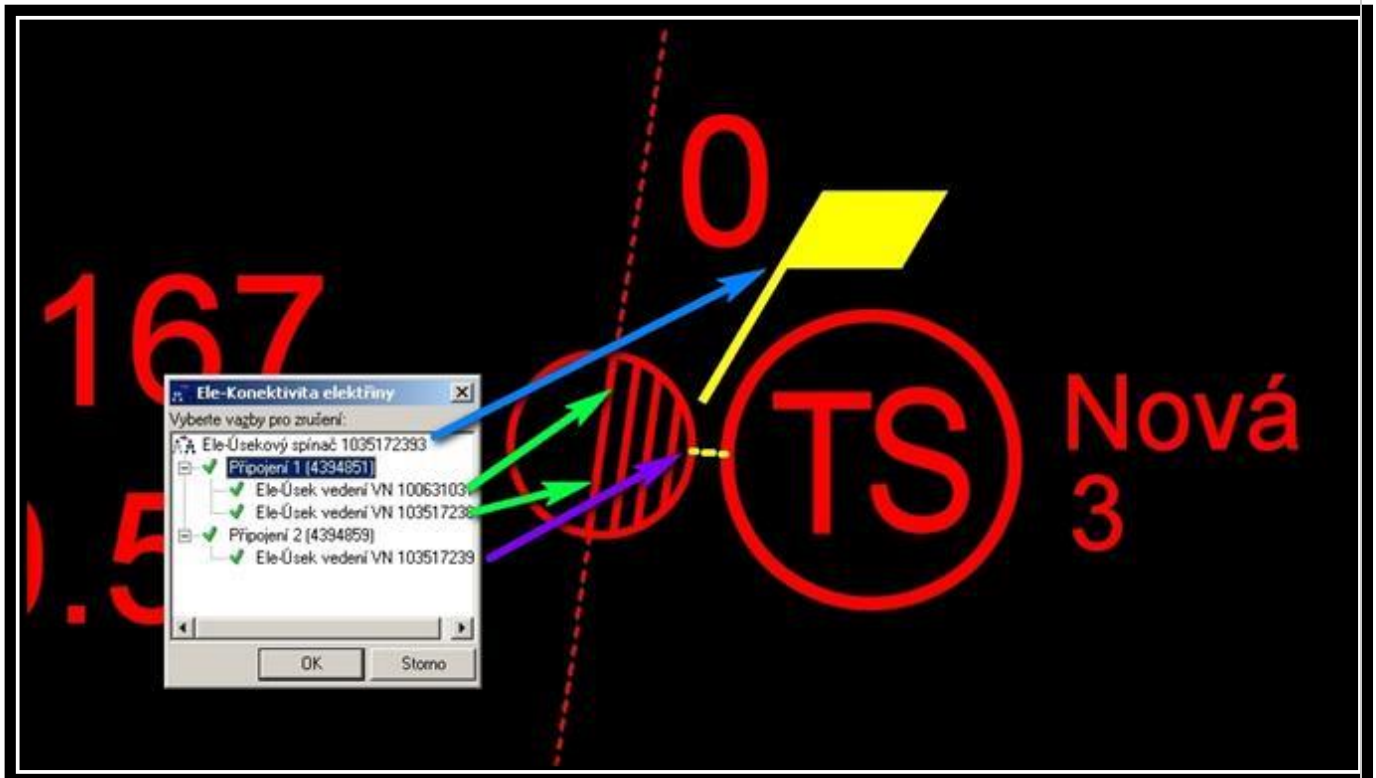 0
167
Ele-Konektivita elektřiny
Vyberte vazby pro zrušení:
Ele-Úsekový spínač 1035172393
Připojení 1 (4394851)
Ele-Úsek vedení VN 100631031
Ele-Úsek vedení VN 103517238
Připojení 2 (4394859)
Ele-Úsek vedení VN 103517239
OK
Storno
TS
Nová
3
.5